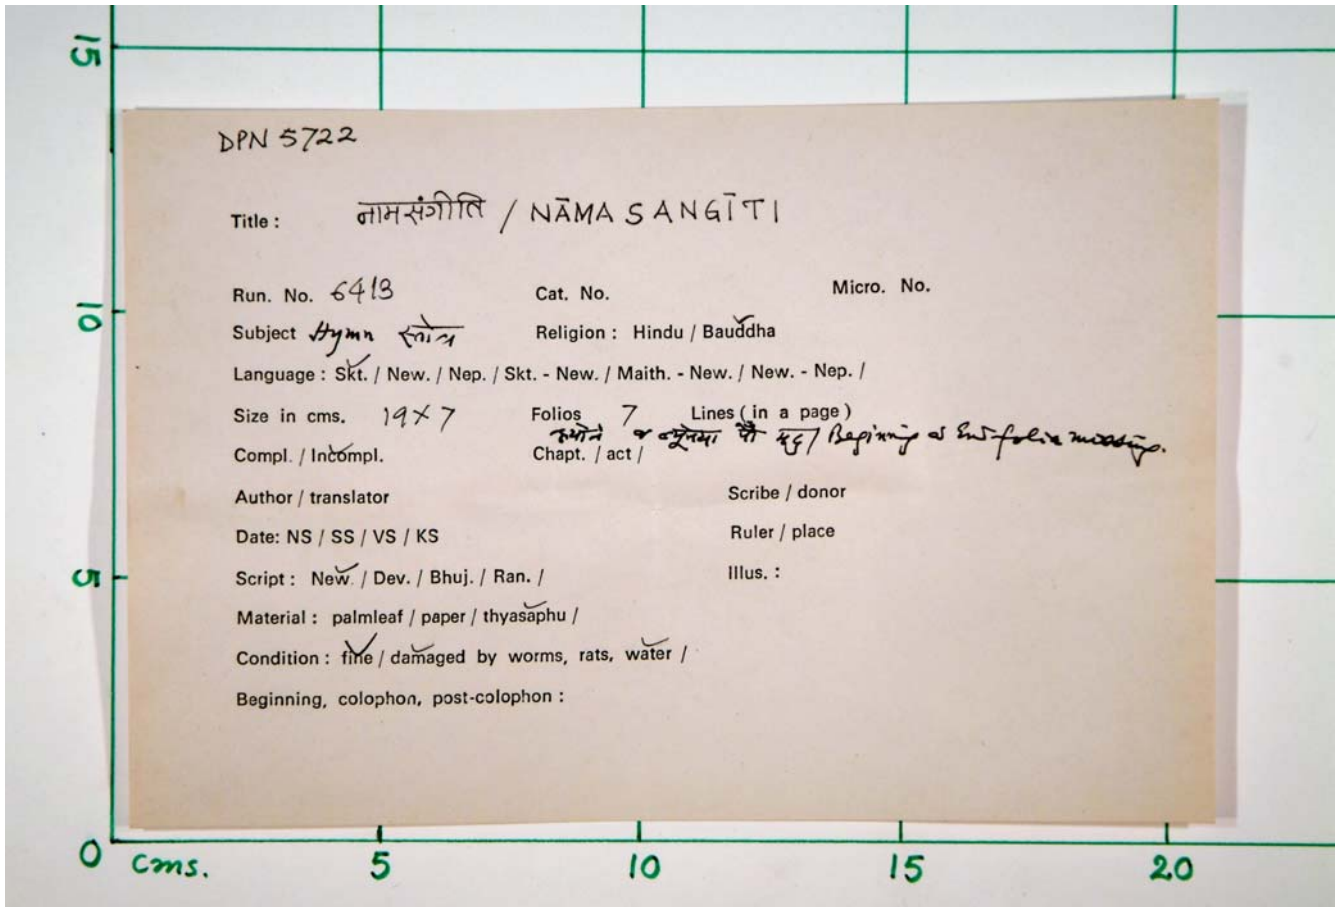 15
DPN 5722
Title : नामसंगीति / NĀMA SANGĪTI
Run. No. 6413 Cat. No. Micro. No.
10
Subject Hymn स्तोत्र Religion : Hindu / Bauddha
Language : Skt. / New. / Nep. / Skt. - New. / Maith. - New. / New. - Nep. /
Size in cms. 19 x 7 Folios 7 Lines ( in a page )
Beginning & End folia missing.
Compl. / Incompl. Chapt. / act /
Author / translator Scribe / donor
Date: NS / SS / VS / KS Ruler / place
5
Script : New. / Dev. / Bhuj. / Ran. / Illus. :
Material : palmleaf / paper / thyasaphu /
Condition : fine / damaged by worms, rats, water /
Beginning, colophon, post-colophon :
0 cms. 5 10 15 20